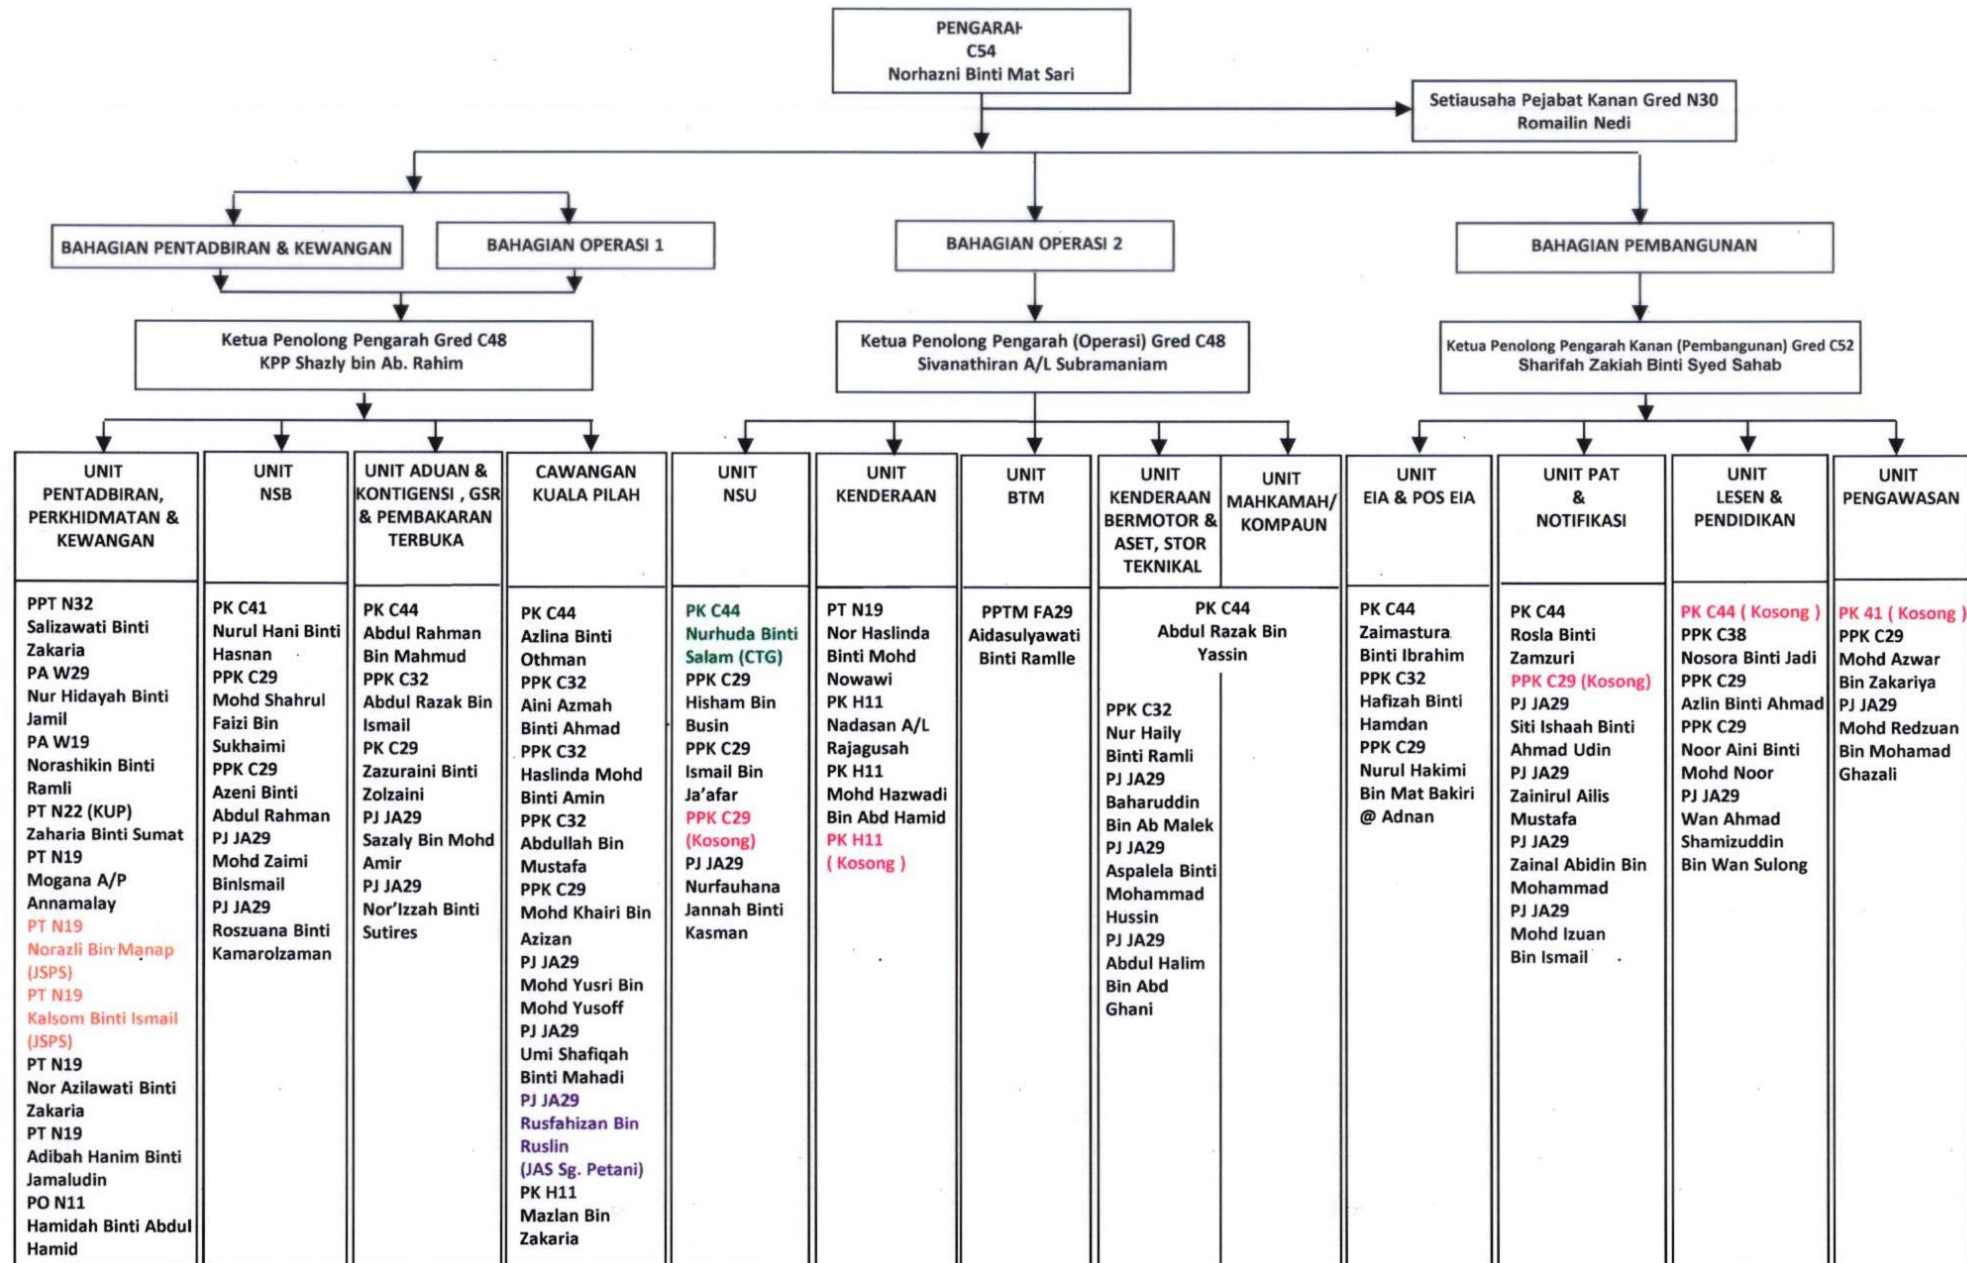 PENGARAH
C54
Norhazni Binti Mat Sari
Setiausaha Pejabat Kanan Gred N30
Romailin Nedi
BAHAGIAN PENTADBIRAN & KEWANGAN
BAHAGIAN OPERASI 1
BAHAGIAN OPERASI 2
BAHAGIAN PEMBANGUNAN
Ketua Penolong Pengarah Gred C48
KPP Shazly bin Ab. Rahim
Ketua Penolong Pengarah (Operasi) Gred C48
Sivanathiran A/L Subramaniam
Ketua Penolong Pengarah Kanan (Pembangunan) Gred C52
Sharifah Zakiah Binti Syed Sahab
UNIT
PENTADBIRAN,
PERKHIDMATAN &
KEWANGAN
PPT N32
Salizawati Binti
Zakaria
PA W29
Nur Hidayah Binti
Jamil
PA W19
Norashikin Binti
Ramli
PT N22 (KUP)
Zaharia Binti Sumat
PT N19
Mogana A/P
Annamalay
PT N19
Norazli Bin Manap
(JSPS)
PT N19
Kalsom Binti Ismail
(JSPS)
PT N19
Nor Azilawati Binti
Zakaria
PT N19
Adibah Hanim Binti
Jamaludin
PO N11
Hamidah Binti Abdul
Hamid
UNIT
NSB
PK C41
Nurul Hani Binti
Hasnan
PPK C29
Mohd Shahrul
Faizi Bin
Sukhaimi
PPK C29
Azeni Binti
Abdul Rahman
PJ JA29
Mohd Zaimi
BinIsmail
PJ JA29
Roszuana Binti
Kamarolzaman
UNIT ADUAN &
KONTIGENSI , GSR
& PEMBAKARAN
TERBUKA
PK C44
Abdul Rahman
Bin Mahmud
PPK C32
Abdul Razak Bin
Ismail
PK C29
Zazuraini Binti
Zolzaini
PJ JA29
Sazaly Bin Mohd
Amir
PJ JA29
Nor’Izzah Binti
Sutires
CAWANGAN
KUALA PILAH
PK C44
Azlina Binti
Othman
PPK C32
Aini Azmah
Binti Ahmad
PPK C32
Haslinda Mohd
Binti Amin
PPK C32
Abdullah Bin
Mustafa
PPK C29
Mohd Khairi Bin
Azizan
PJ JA29
Mohd Yusri Bin
Mohd Yusoff
PJ JA29
Umi Shafiqah
Binti Mahadi
PJ JA29
Rusfahizan Bin
Ruslin
(JAS Sg. Petani)
PK H11
Mazlan Bin
Zakaria
UNIT
NSU
PK C44
Nurhuda Binti
Salam (CTG)
PPK C29
Hisham Bin
Busin
PPK C29
Ismail Bin
Ja’afar
PPK C29
(Kosong)
PJ JA29
Nurfauhana
Jannah Binti
Kasman
UNIT
KENDERAAN
PT N19
Nor Haslinda
Binti Mohd
Nowawi
PK H11
Nadasan A/L
Rajagusah
PK H11
Mohd Hazwadi
Bin Abd Hamid
PK H11
( Kosong )
UNIT
BTM
PPTM FA29
Aidasulyawati
Binti Ramlle
UNIT
KENDERAAN
BERMOTOR &
ASET, STOR
TEKNIKAL
UNIT
MAHKAMAH/
KOMPAUN
PK C44
Abdul Razak Bin
Yassin
PPK C32
Nur Haily
Binti Ramli
PJ JA29
Baharuddin
Bin Ab Malek
PJ JA29
Aspalela Binti
Mohammad
Hussin
PJ JA29
Abdul Halim
Bin Abd
Ghani
UNIT
EIA & POS EIA
PK C44
Zaimastura
Binti Ibrahim
PPK C32
Hafizah Binti
Hamdan
PPK C29
Nurul Hakimi
Bin Mat Bakiri
@ Adnan
UNIT PAT
&
NOTIFIKASI
PK C44
Rosla Binti
Zamzuri
PPK C29 (Kosong)
PJ JA29
Siti Ishaah Binti
Ahmad Udin
PJ JA29
Zainirul Ailis
Mustafa
PJ JA29
Zainal Abidin Bin
Mohammad
PJ JA29
Mohd Izuan
Bin Ismail
UNIT
LESEN &
PENDIDIKAN
PK C44 ( Kosong )
PPK C38
Nosora Binti Jadi
PPK C29
Azlin Binti Ahmad
PPK C29
Noor Aini Binti
Mohd Noor
PJ JA29
Wan Ahmad
Shamizuddin
Bin Wan Sulong
UNIT
PENGAWASAN
PK 41 ( Kosong )
PPK C29
Mohd Azwar
Bin Zakariya
PJ JA29
Mohd Redzuan
Bin Mohamad
Ghazali